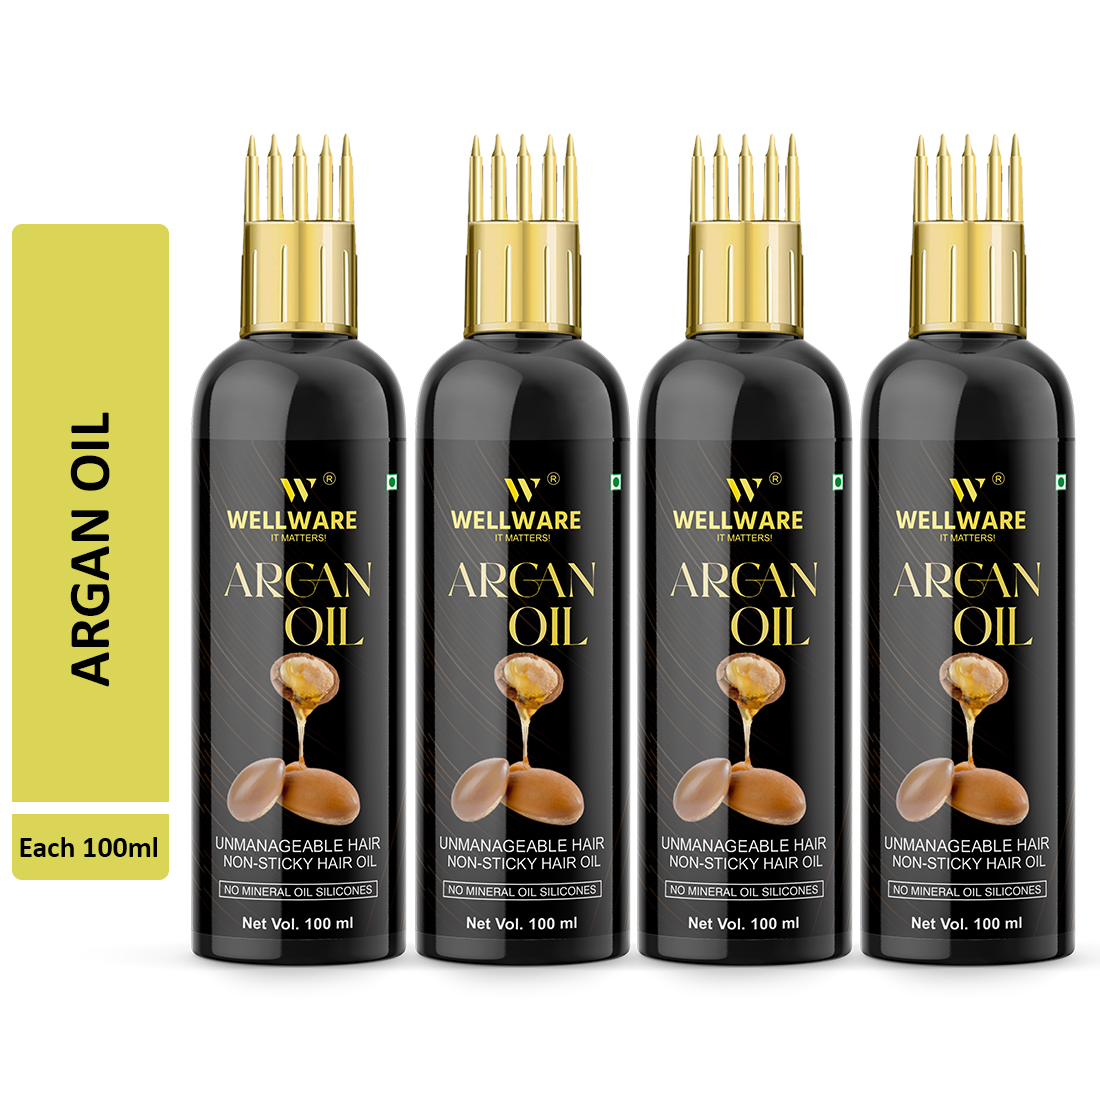 ARGAN OIL
Each 100ml
W ®
WELLWARE
IT MATTERS!
ARGAN
OIL
UNMANAGEABLE HAIR
NON-STICKY HAIR OIL
NO MINERAL OIL SILICONES
Net Vol. 100 ml
W ®
WELLWARE
IT MATTERS!
ARGAN
OIL
UNMANAGEABLE HAIR
NON-STICKY HAIR OIL
NO MINERAL OIL SILICONES
Net Vol. 100 ml
W ®
WELLWARE
IT MATTERS!
ARGAN
OIL
UNMANAGEABLE HAIR
NON-STICKY HAIR OIL
NO MINERAL OIL SILICONES
Net Vol. 100 ml
W ®
WELLWARE
IT MATTERS!
ARGAN
OIL
UNMANAGEABLE HAIR
NON-STICKY HAIR OIL
NO MINERAL OIL SILICONES
Net Vol. 100 ml